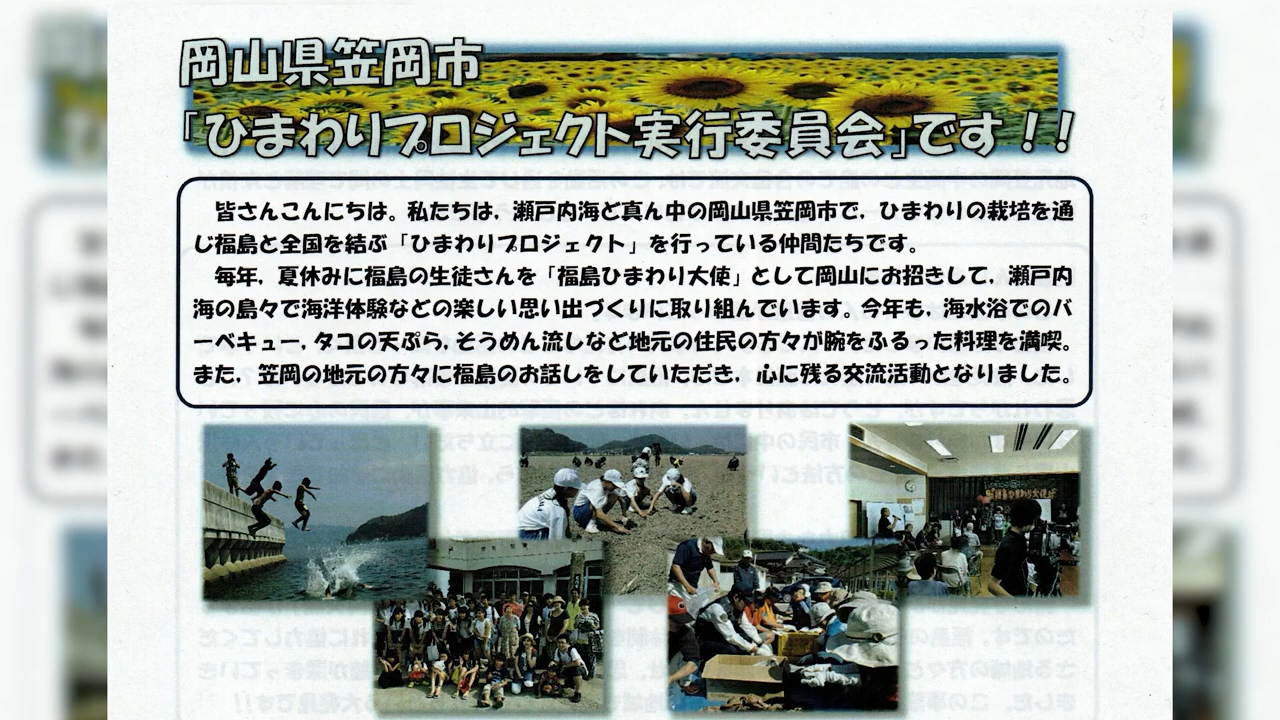 岡山県笠岡市
「ひまわりプロジェクト実行委員会」です！！
皆さんこんにちは。私たちは，瀬戸内海ど真ん中の岡山県笠岡市で，ひまわりの栽培を通
じ福島と全国を結ぶ「ひまわりプロジェクト」を行っている仲間たちです。
毎年，夏休みに福島の生徒さんを「福島ひまわり大使」として岡山にお招きして，瀬戸内
海の島々で海洋体験などの楽しい思い出づくりに取り組んでいます。今年も，海水浴でのバ
ーベキュー，タコの天ぷら，そうめん流しなど地元の住民の方々が腕をふるった料理を満喫。
また，笠岡の地元の方々に福島のお話しをしていただき，心に残る交流活動となりました。